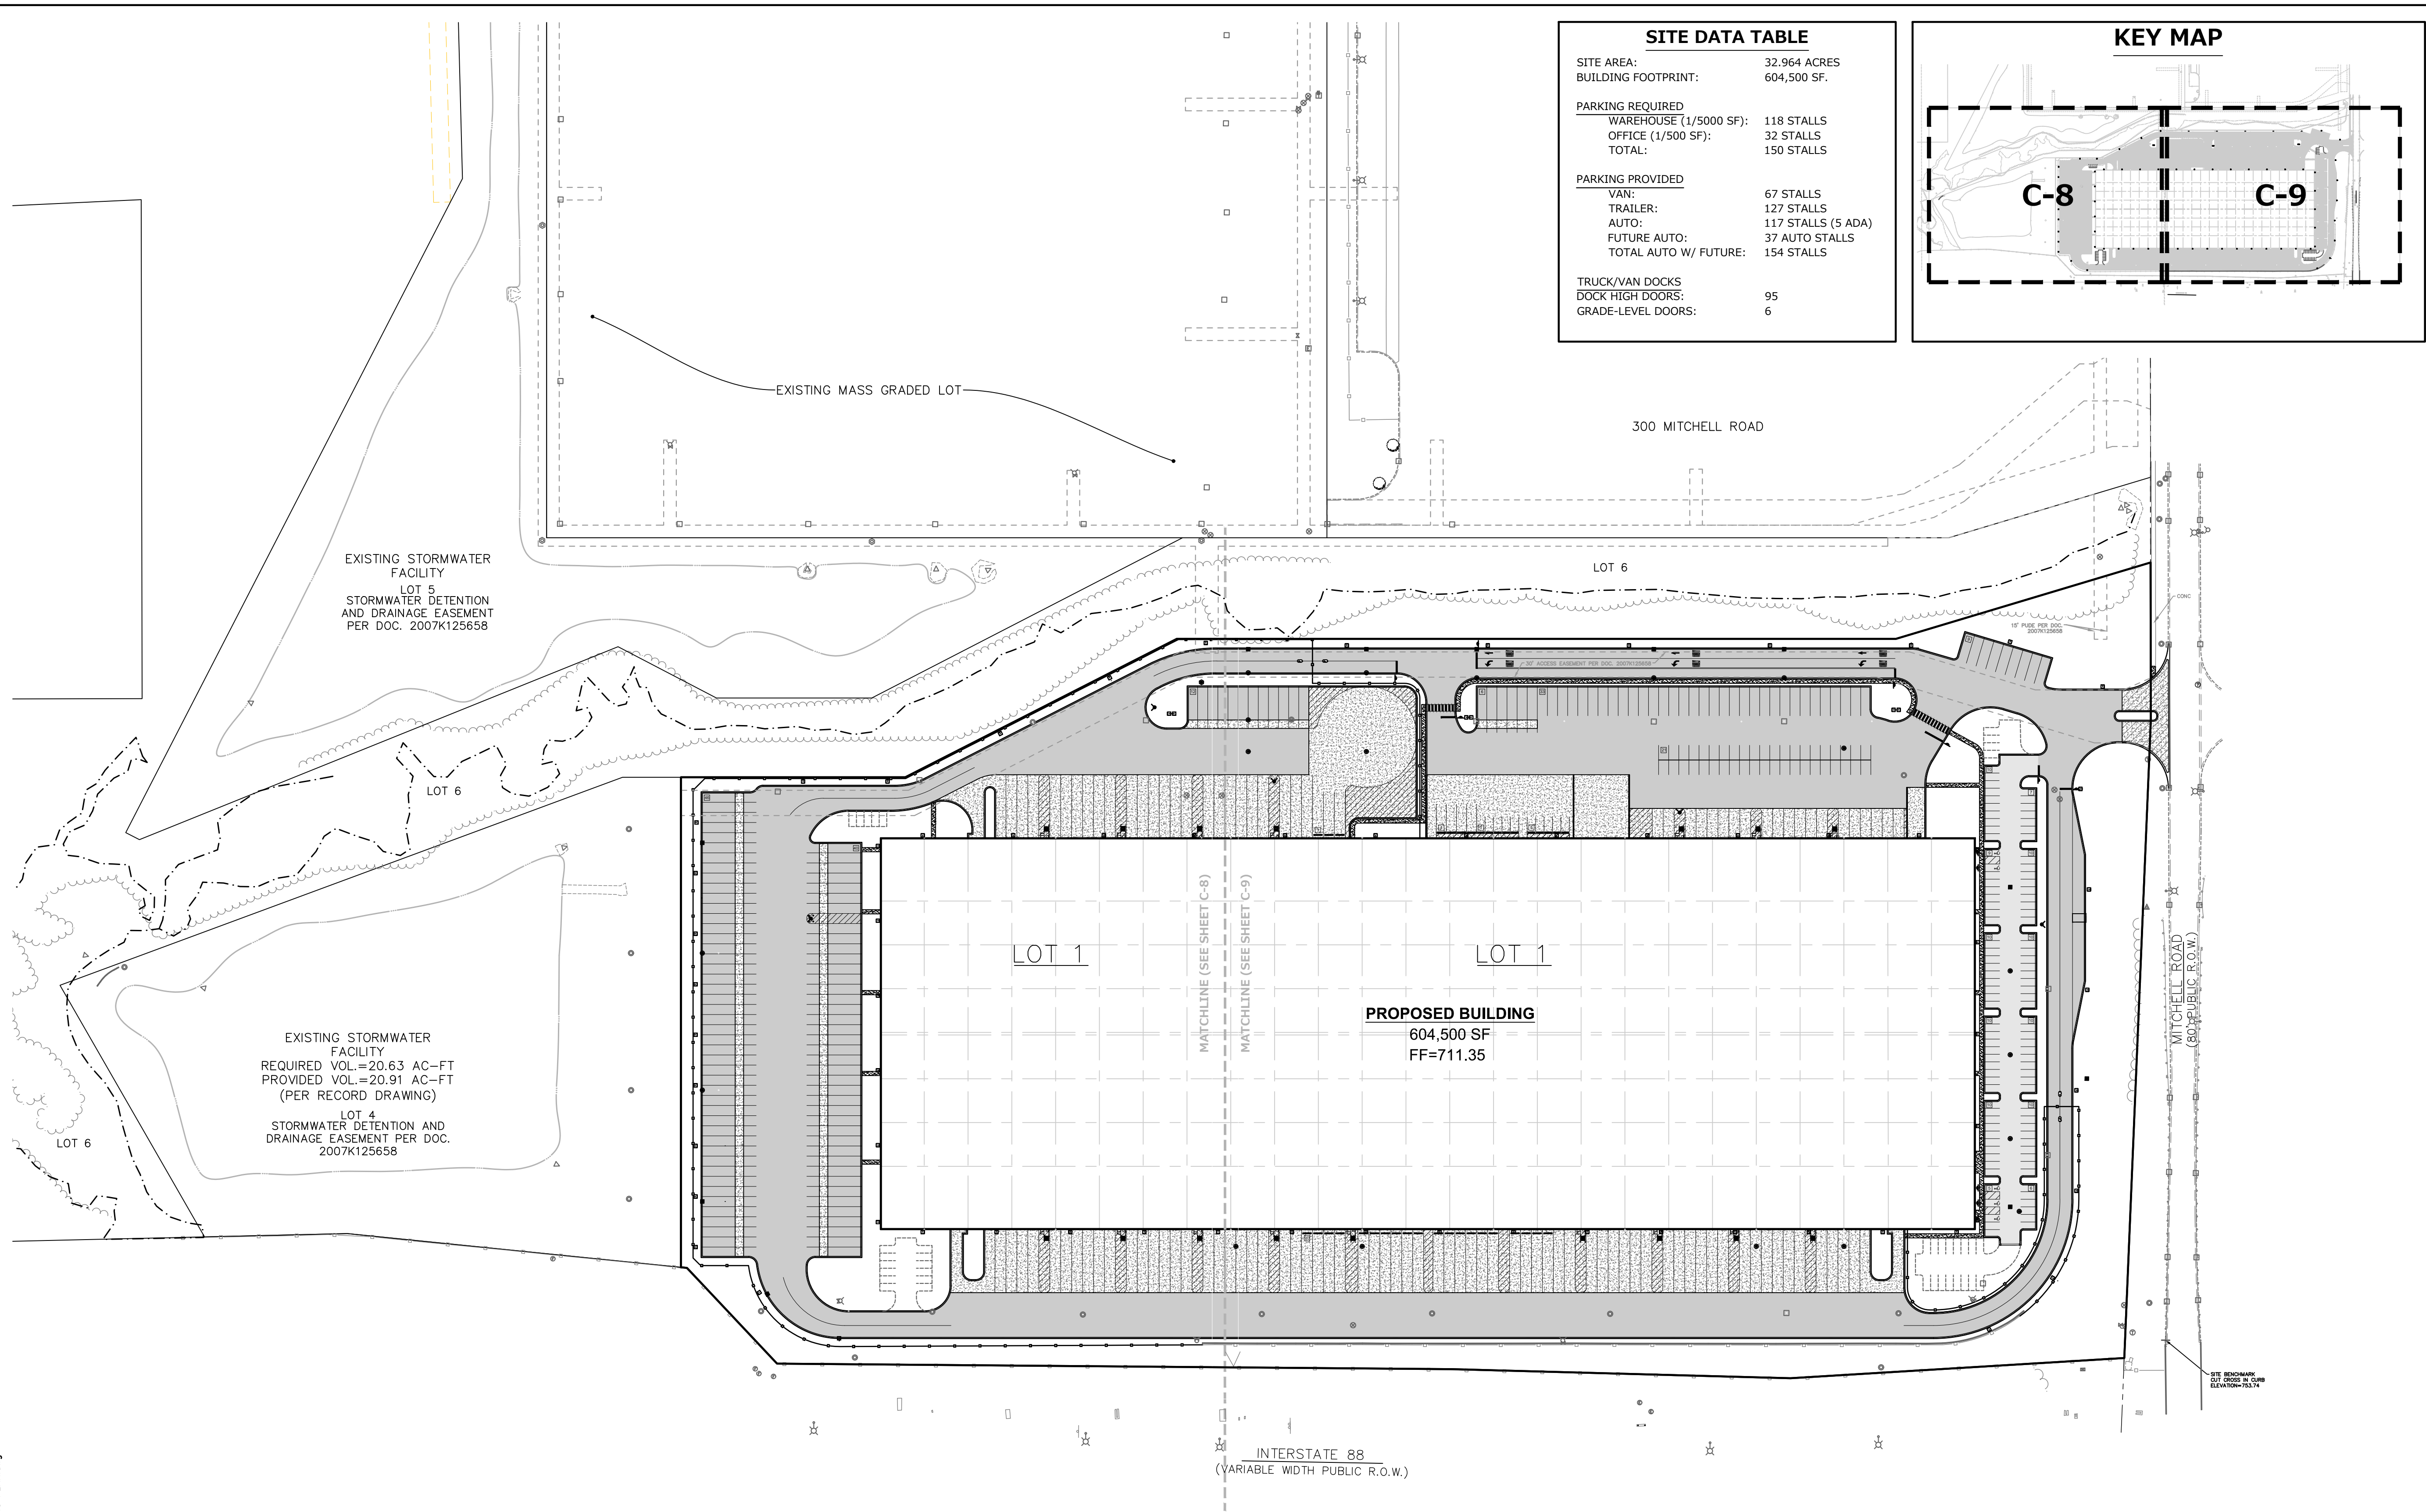 SITE DATA TABLE
SITE AREA: 32.964 ACRES
BUILDING FOOTPRINT: 604,500 SF.
PARKING REQUIRED
WAREHOUSE (1/5000 SF): 118 STALLS
OFFICE (1/500 SF): 32 STALLS
TOTAL: 150 STALLS
PARKING PROVIDED
VAN: 67 STALLS
TRAILER: 127 STALLS
AUTO: 117 STALLS (5 ADA)
FUTURE AUTO: 37 AUTO STALLS
TOTAL AUTO W/ FUTURE: 154 STALLS
TRUCK/VAN DOCKS
DOCK HIGH DOORS: 95
GRADE-LEVEL DOORS: 6
KEY MAP
C-8
C-9
EXISTING MASS GRADED LOT
300 MITCHELL ROAD
EXISTING STORMWATER
FACILITY
LOT 5
STORMWATER DETENTION
AND DRAINAGE EASEMENT
PER DOC. 2007K125658
LOT 6
CONC
15' PUDE PER DOC.
2007K125658
30' ACCESS EASEMENT PER DOC. 2007K125658
LOT 6
LOT 1
LOT 1
MATCHLINE (SEE SHEET C-8)
MATCHLINE (SEE SHEET C-9)
PROPOSED BUILDING
604,500 SF
FF=711.35
MITCHELL ROAD
(80' PUBLIC R.O.W.)
EXISTING STORMWATER
FACILITY
REQUIRED VOL.=20.63 AC-FT
PROVIDED VOL.=20.91 AC-FT
(PER RECORD DRAWING)
LOT 4
STORMWATER DETENTION AND
DRAINAGE EASEMENT PER DOC.
2007K125658
LOT 6
SITE BENCHMARK
CUT CROSS IN CURB
ELEVATION=753.74
INTERSTATE 88
(VARIABLE WIDTH PUBLIC R.O.W.)